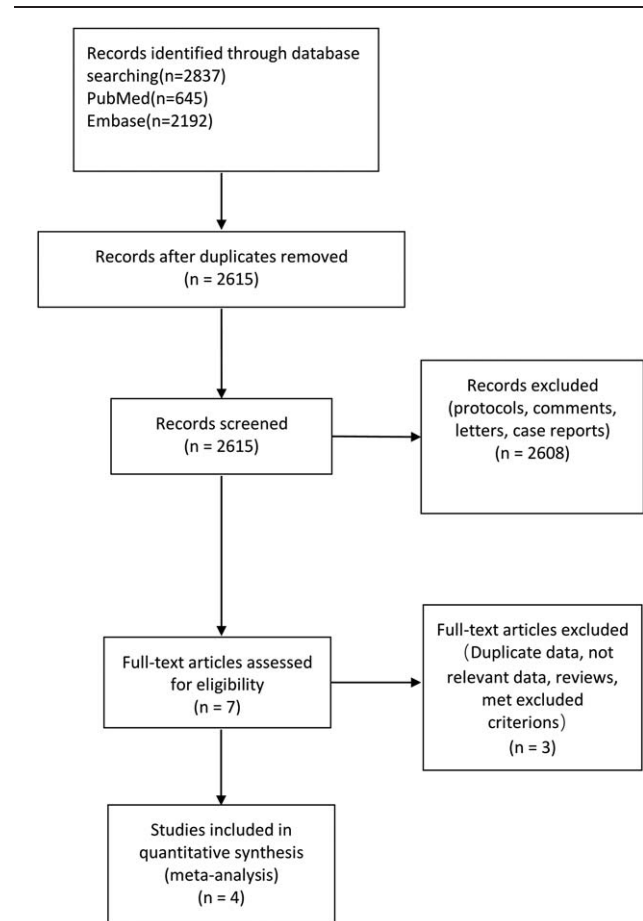 Records identified through database
searching(n=2837)
PubMed(n=645)
Embase(n=2192)
Records after duplicates removed
(n = 2615)
Records screened
(n = 2615)
Records excluded
(protocols, comments,
letters, case reports)
(n = 2608)
Full-text articles assessed
for eligibility
(n = 7)
Full-text articles excluded
（Duplicate data, not
relevant data, reviews,
met excluded
criterions）
(n = 3)
Studies included in
quantitative synthesis
(meta-analysis)
n = 4)